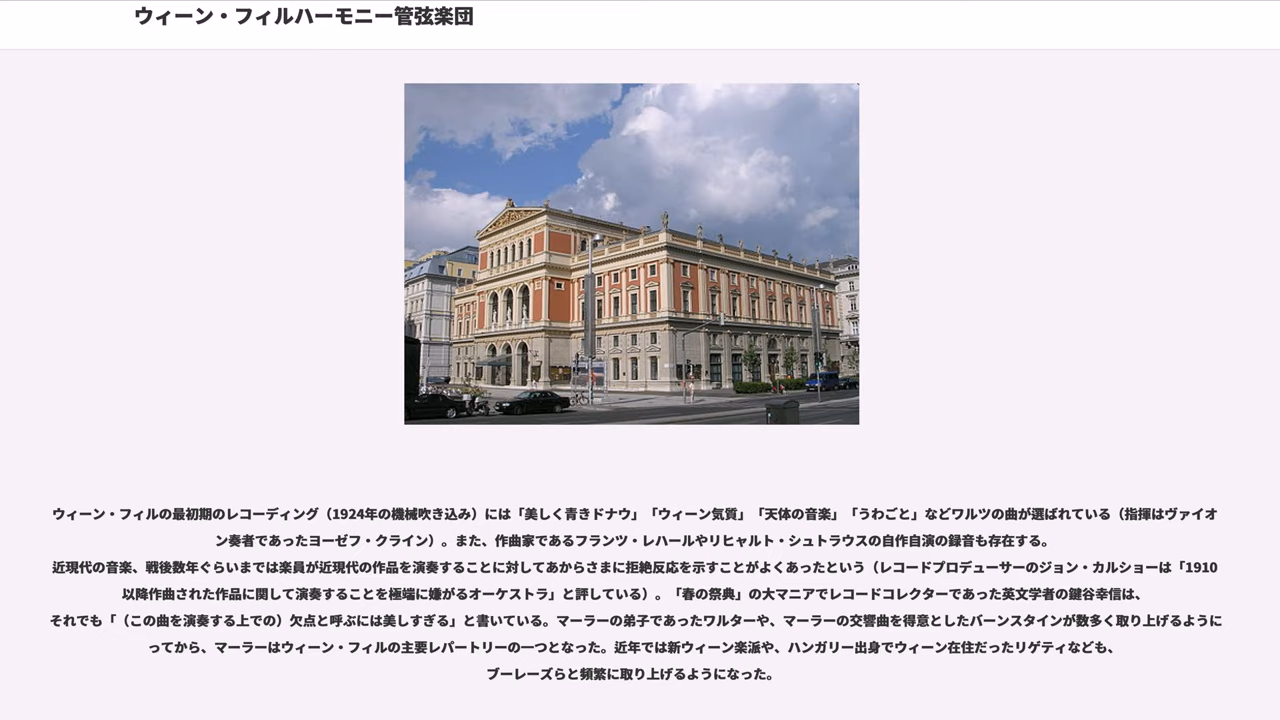 ウィーン・フィルハーモニー管弦楽団
ウィーン・フィルの最初期のレコーディング（1924年の機械吹き込み）には「美しく青きドナウ」「ウィーン気質」「天体の音楽」「うわごと」などワルツの曲が選ばれている（指揮はヴァイオ
ン奏者であったヨーゼフ・クライン）。また、作曲家であるフランツ・レハールやリヒャルト・シュトラウスの自作自演の録音も存在する。
近現代の音楽、戦後数年ぐらいまでは楽員が近現代の作品を演奏することに対してあからさまに拒絶反応を示すことがよくあったという（レコードプロデューサーのジョン・カルショーは「1910
以降作曲された作品に関して演奏することを極端に嫌がるオーケストラ」と評している）。「春の祭典」の大マニアでレコードコレクターであった英文学者の鍵谷幸信は、
それでも「（この曲を演奏する上での）欠点と呼ぶには美しすぎる」と書いている。マーラーの弟子であったワルターや、マーラーの交響曲を得意としたバーンスタインが数多く取り上げるように
ってから、マーラーはウィーン・フィルの主要レパートリーの一つとなった。近年では新ウィーン楽派や、ハンガリー出身でウィーン在住だったリゲティなども、
ブーレーズらと頻繁に取り上げるようになった。